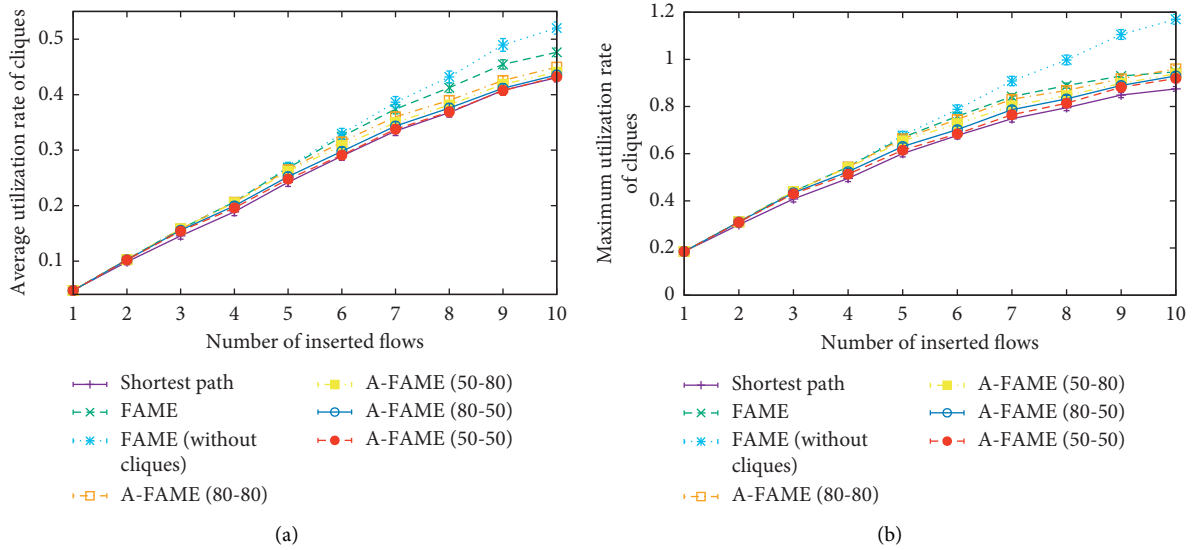 Average utilization rate of cliques
0.5
0.4
0.3
0.2
0.1
1 2 3 4 5 6 7 8 9 10
Number of inserted flows
Shortest path
FAME
FAME (without
cliques)
A-FAME (80-80)
A-FAME (50-80)
A-FAME (80-50)
A-FAME (50-50)
(a)
Maximum utilization rate
of cliques
1.2
1
0.8
0.6
0.4
0.2
0
1 2 3 4 5 6 7 8 9 10
Number of inserted flows
Shortest path
FAME
FAME (without
cliques)
A-FAME (80-80)
A-FAME (50-80)
A-FAME (80-50)
A-FAME (50-50)
(b)